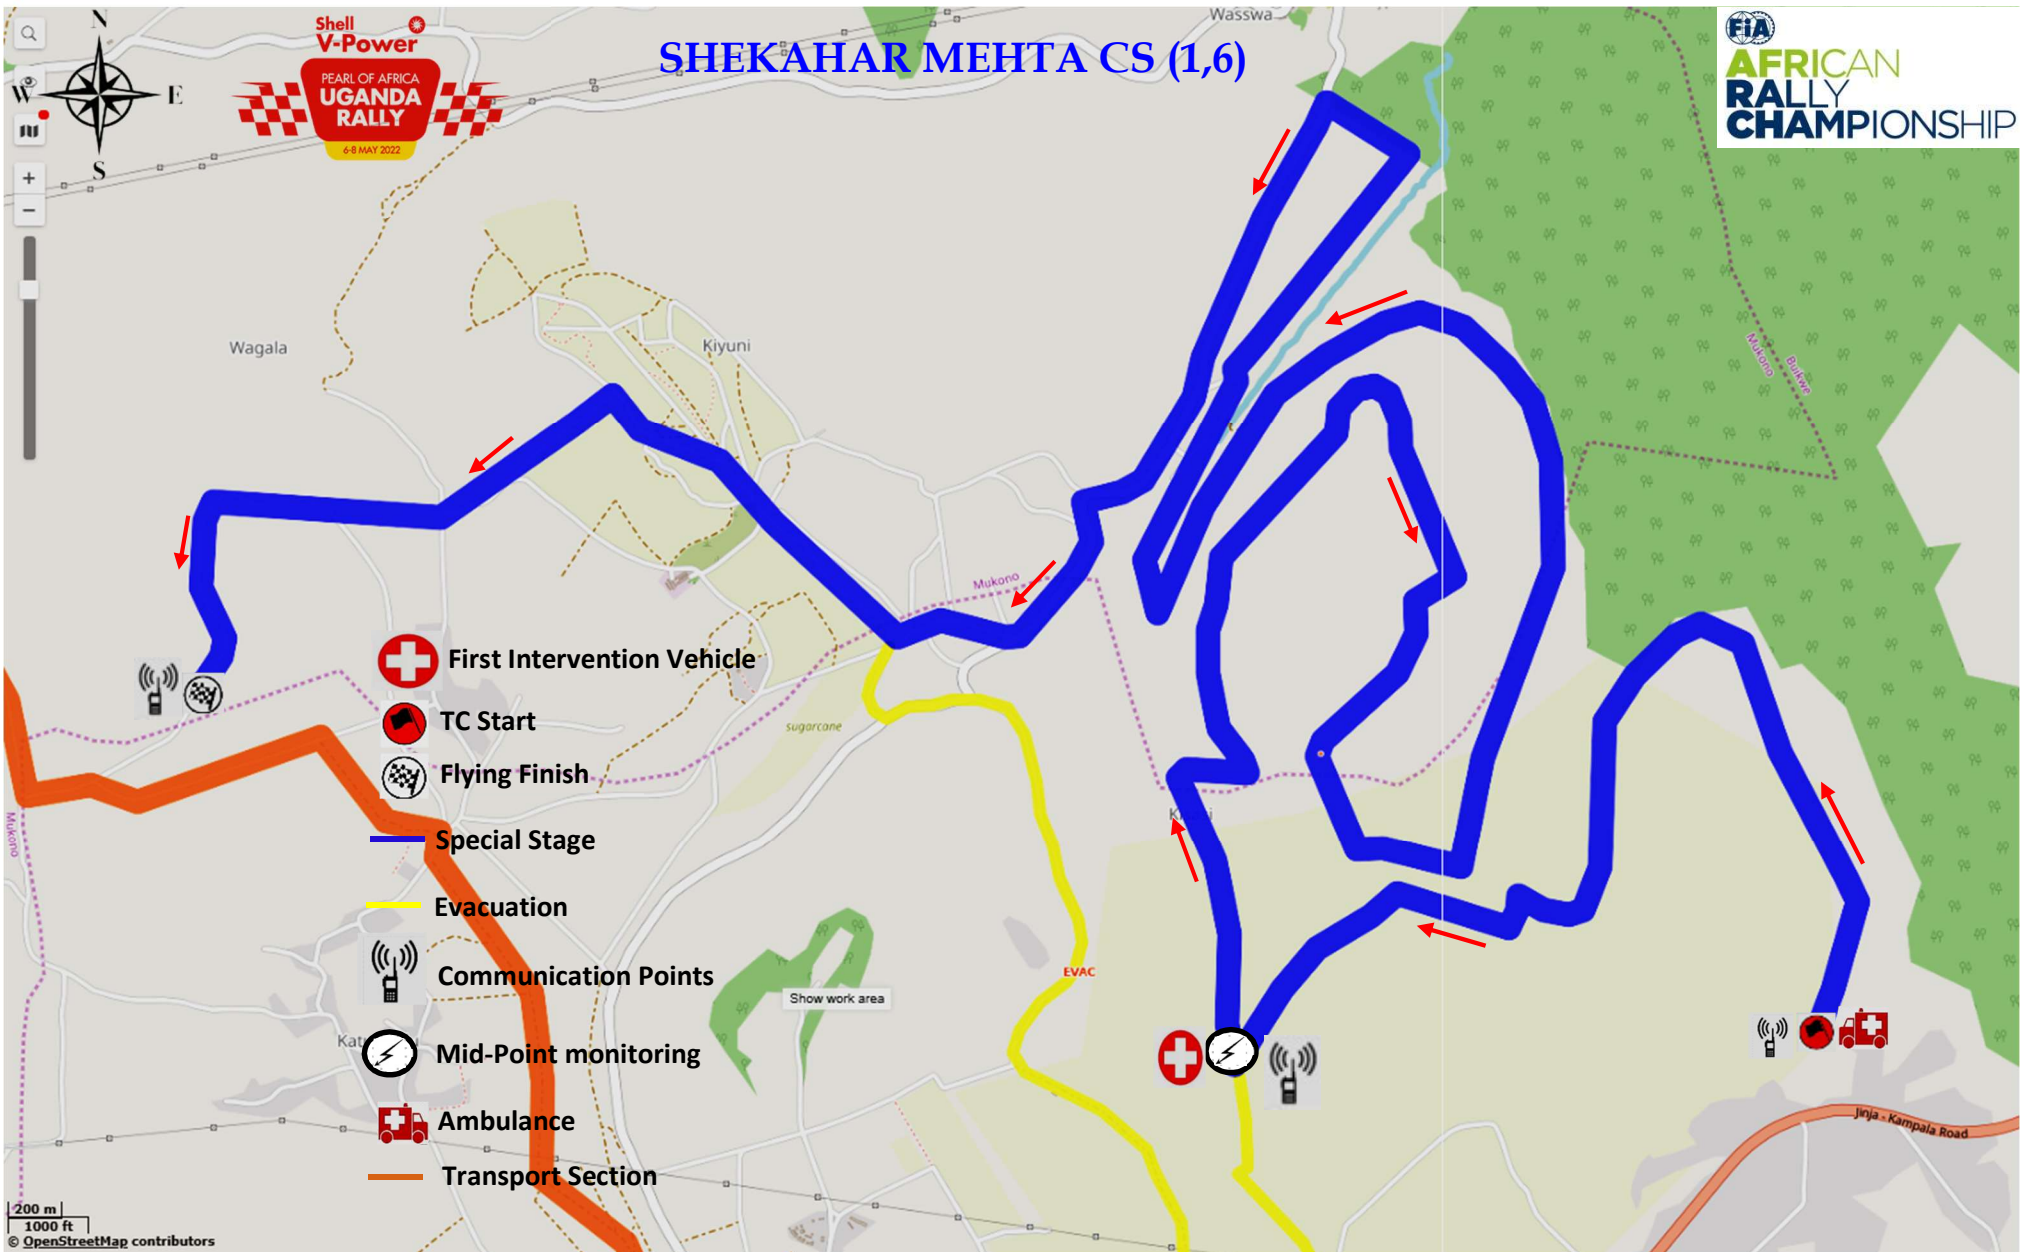 Wasswa
N
W
E
S
+
−
Shell
V-Power
PEARL OF AFRICA
UGANDA
RALLY
6-8 MAY 2022
SHEKAHAR MEHTA CS (1,6)
FiA
AFRICAN
RALLY
CHAMPIONSHIP
Wagala
Kiyuni
Mukono
Buikwe
Mukono
First Intervention Vehicle
TC Start
Flying Finish
Special Stage
Evacuation
Communication Points
Mid-Point monitoring
Ambulance
Transport Section
sugarcane
Mukono
EVAC
Show work area
Jinja - Kampala Road
200 m
1000 ft
© OpenStreetMap contributors